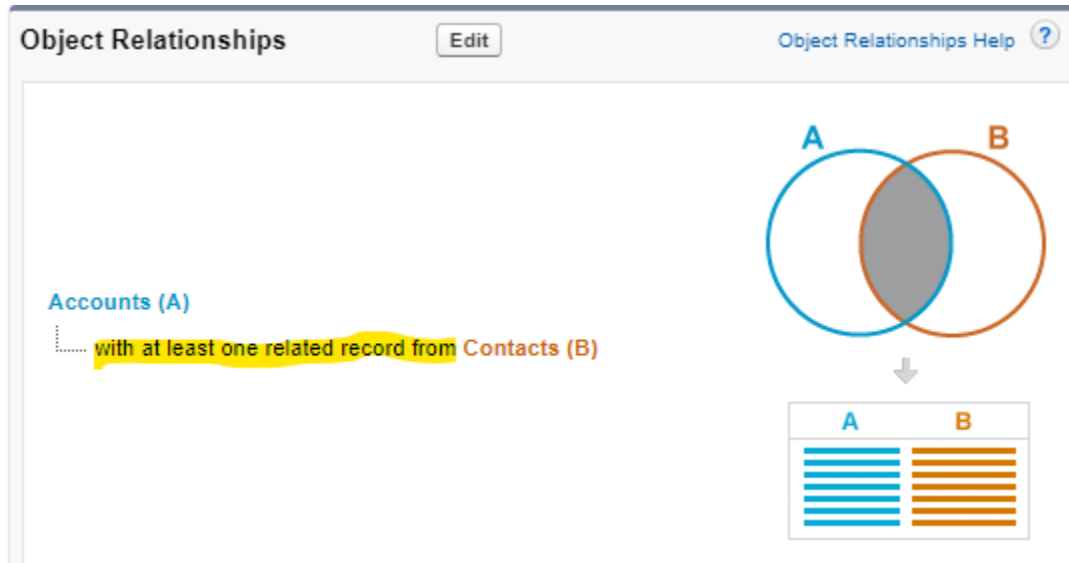 Object Relationships
Edit
Object Relationships Help ?
A
B
Accounts (A)
with at least one related record from Contacts (B)
A
B